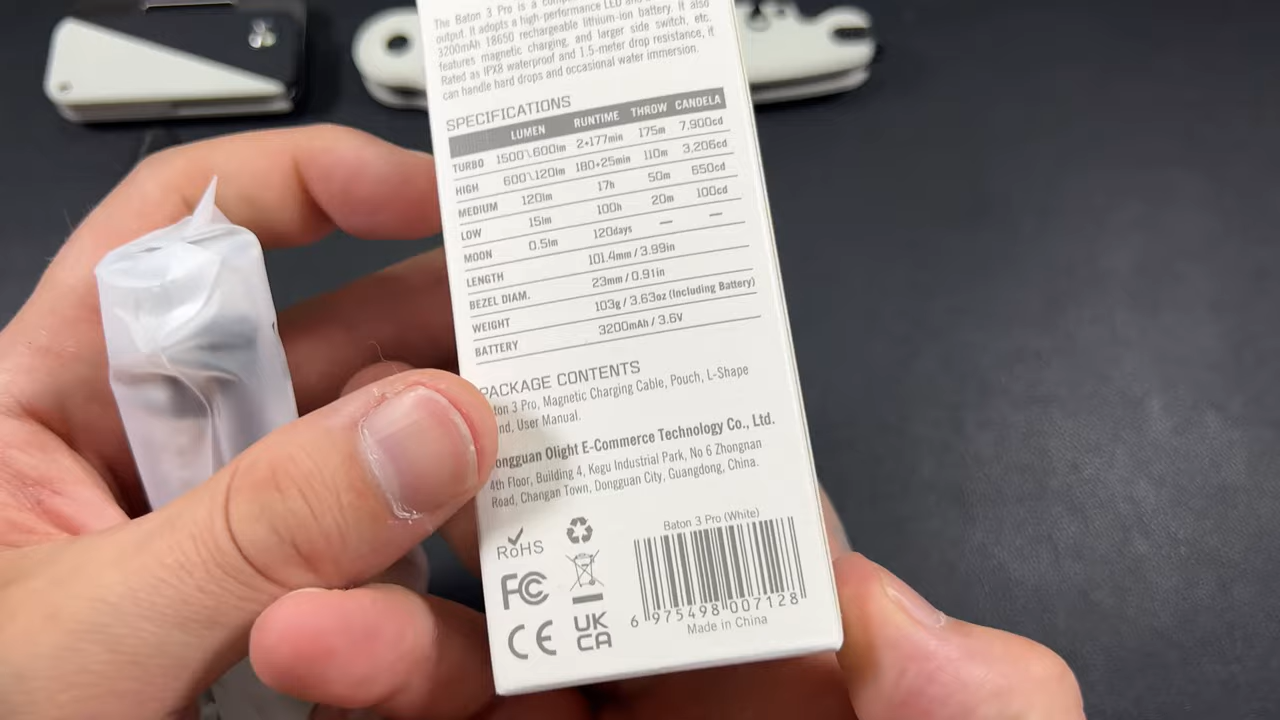 The Baton 3 Pro is a
output. It adopts a high-performance LED
3200mAh 18650 rechargeable lithium-ion battery. It also
features magnetic charging, and larger side switch, etc.
Rated as IPX8 waterproof and 1.5-meter drop resistance, it
can handle hard drops and occasional water immersion.
SPECIFICATIONS
LUMEN RUNTIME THROW CANDELA
TURBO 1500\600lm 2+177min 175m 7,900cd
HIGH 600\120lm 180+25min 110m 3,206cd
MEDIUM 120lm 17h 50m 650cd
LOW 15lm 100h 20m 100cd
MOON 0.5lm 120days — —
LENGTH 101.4mm / 3.99in
BEZEL DIAM. 23mm / 0.91in
WEIGHT 103g / 3.63oz (Including Battery)
BATTERY 3200mAh / 3.6V
PACKAGE CONTENTS
ton 3 Pro, Magnetic Charging Cable, Pouch, L-Shape
nd, User Manual.
ongguan Olight E-Commerce Technology Co., Ltd.
4th Floor, Building 4, Kegu Industrial Park, No 6 Zhongnan
Road, Changan Town, Dongguan City, Guangdong, China.
RoHS
FC
CE
UK
CA
Baton 3 Pro (White)
6 975498 007128
Made in China